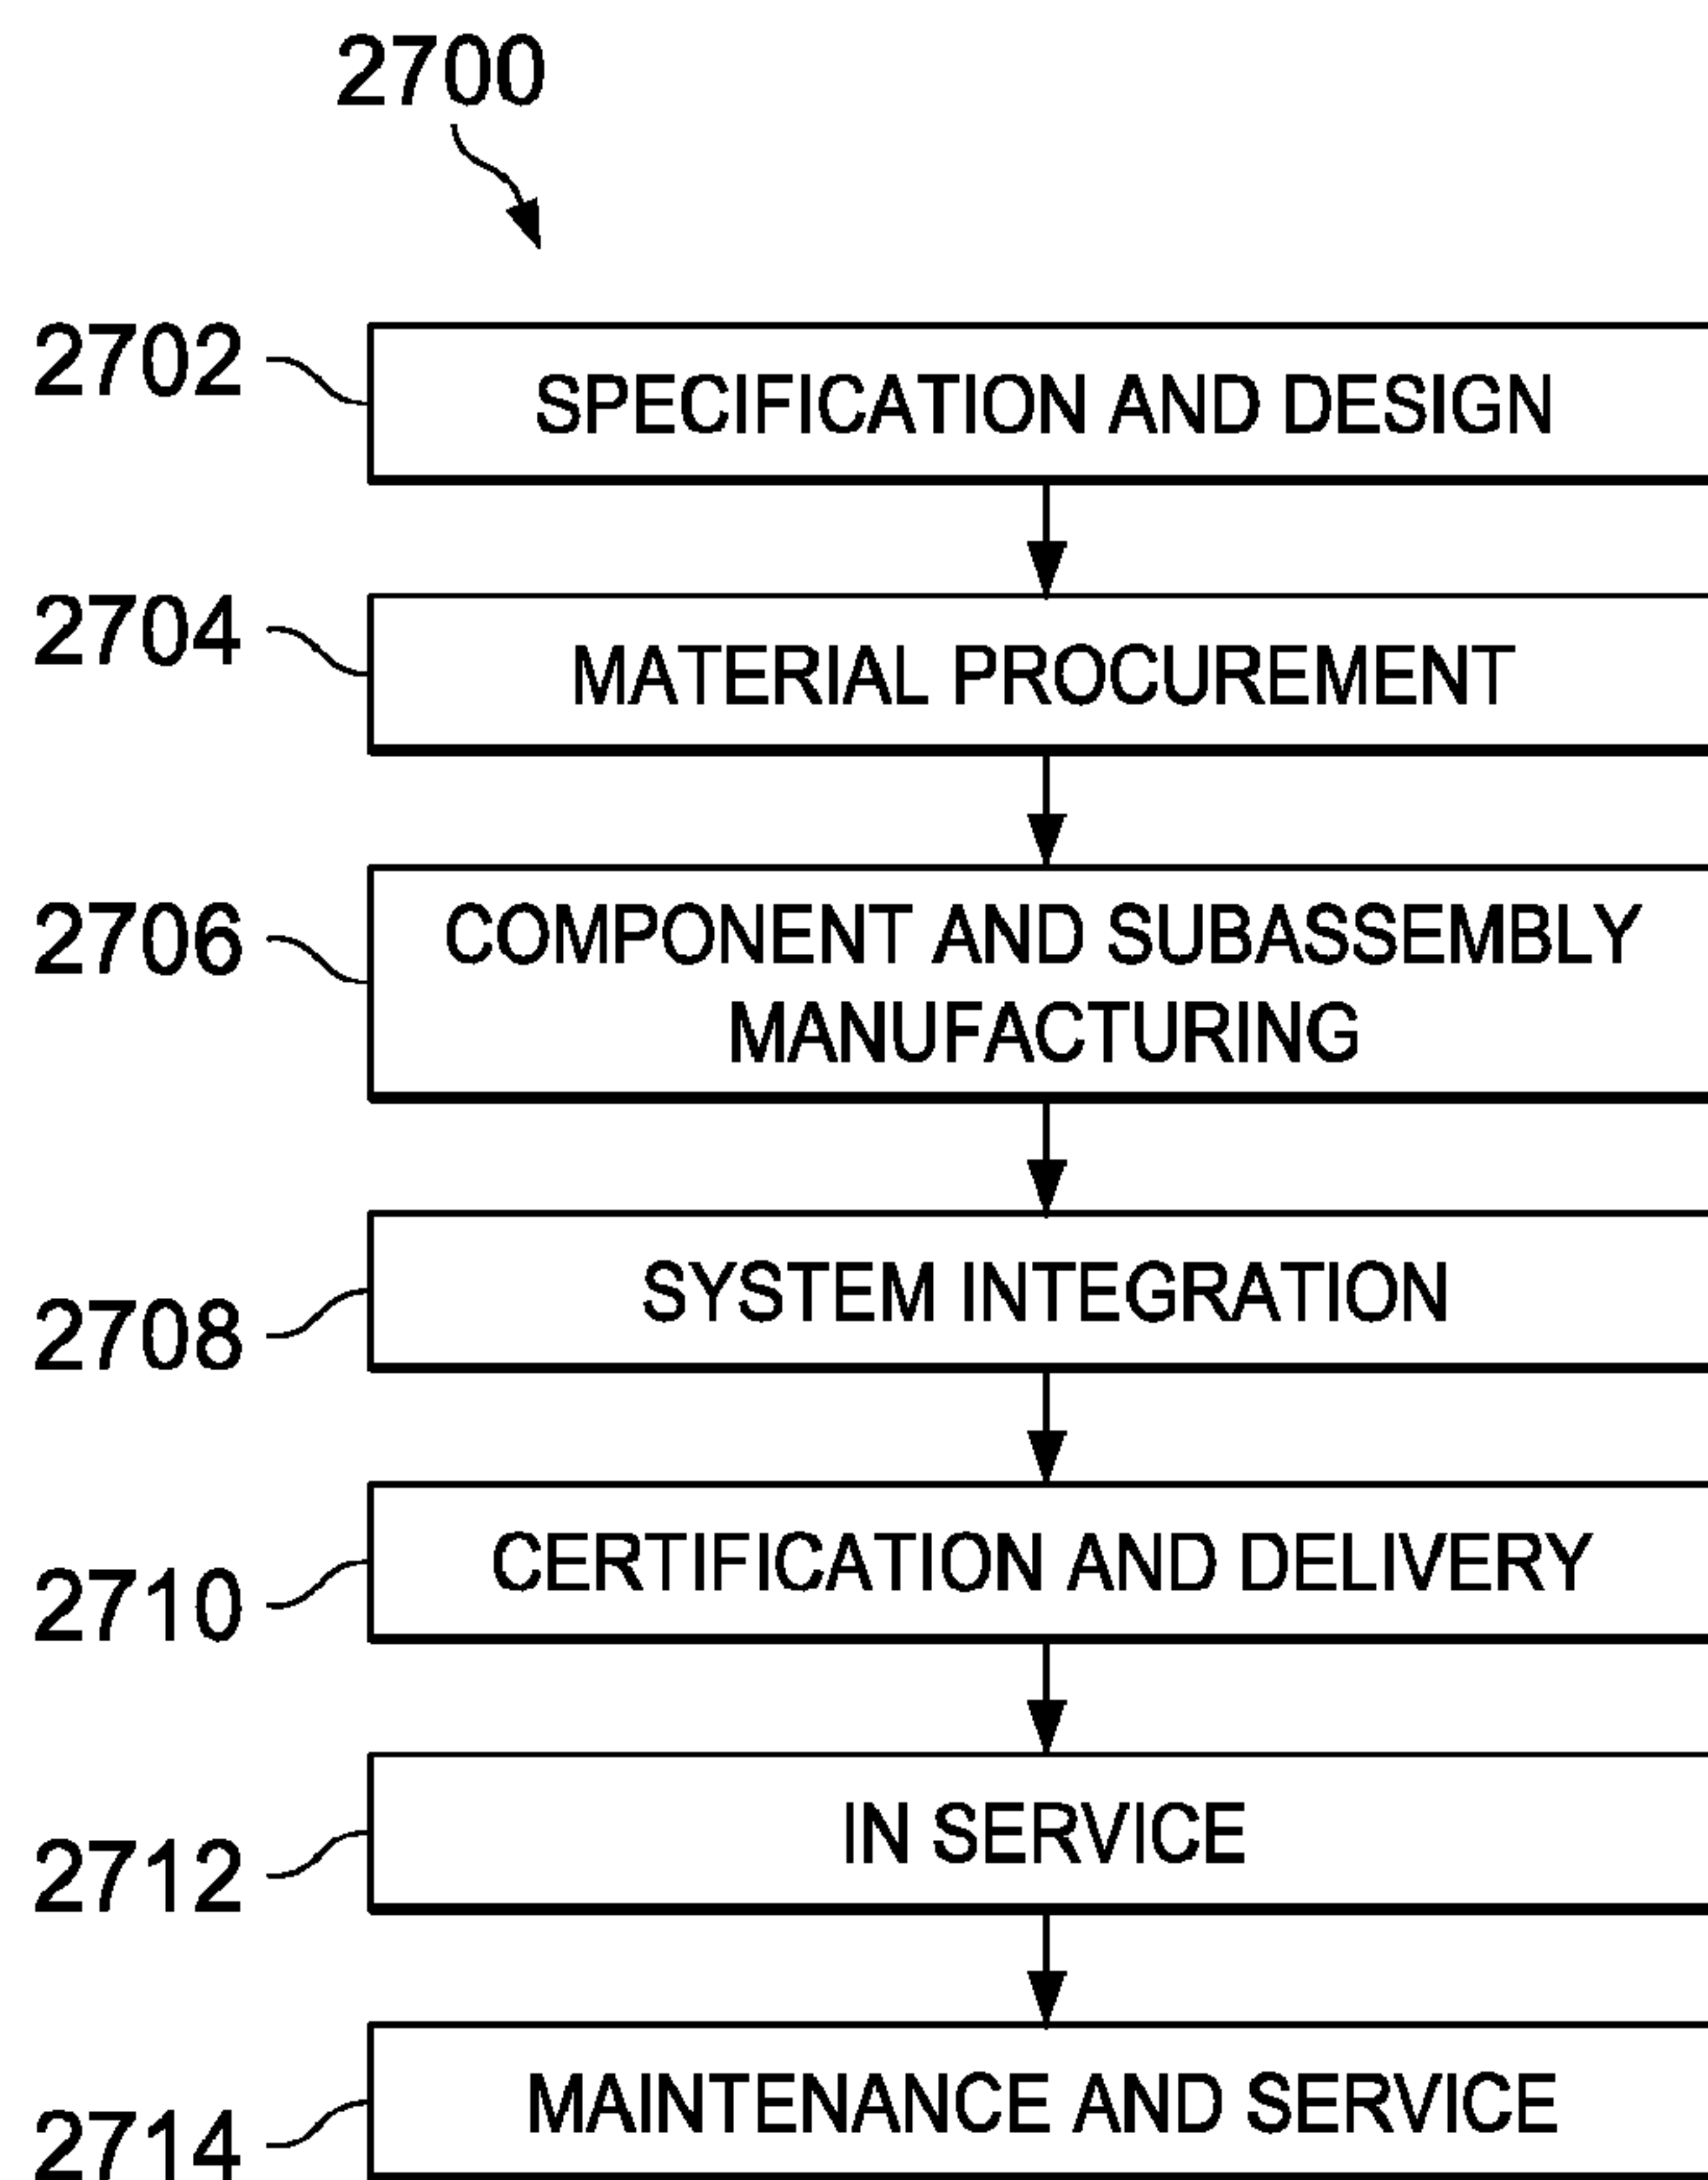 2700
2702
SPECIFICATION AND DESIGN
2704
MATERIAL PROCUREMENT
2706
COMPONENT AND SUBASSEMBLY
MANUFACTURING
2708
SYSTEM INTEGRATION
2710
CERTIFICATION AND DELIVERY
2712
IN SERVICE
2714
MAINTENANCE AND SERVICE